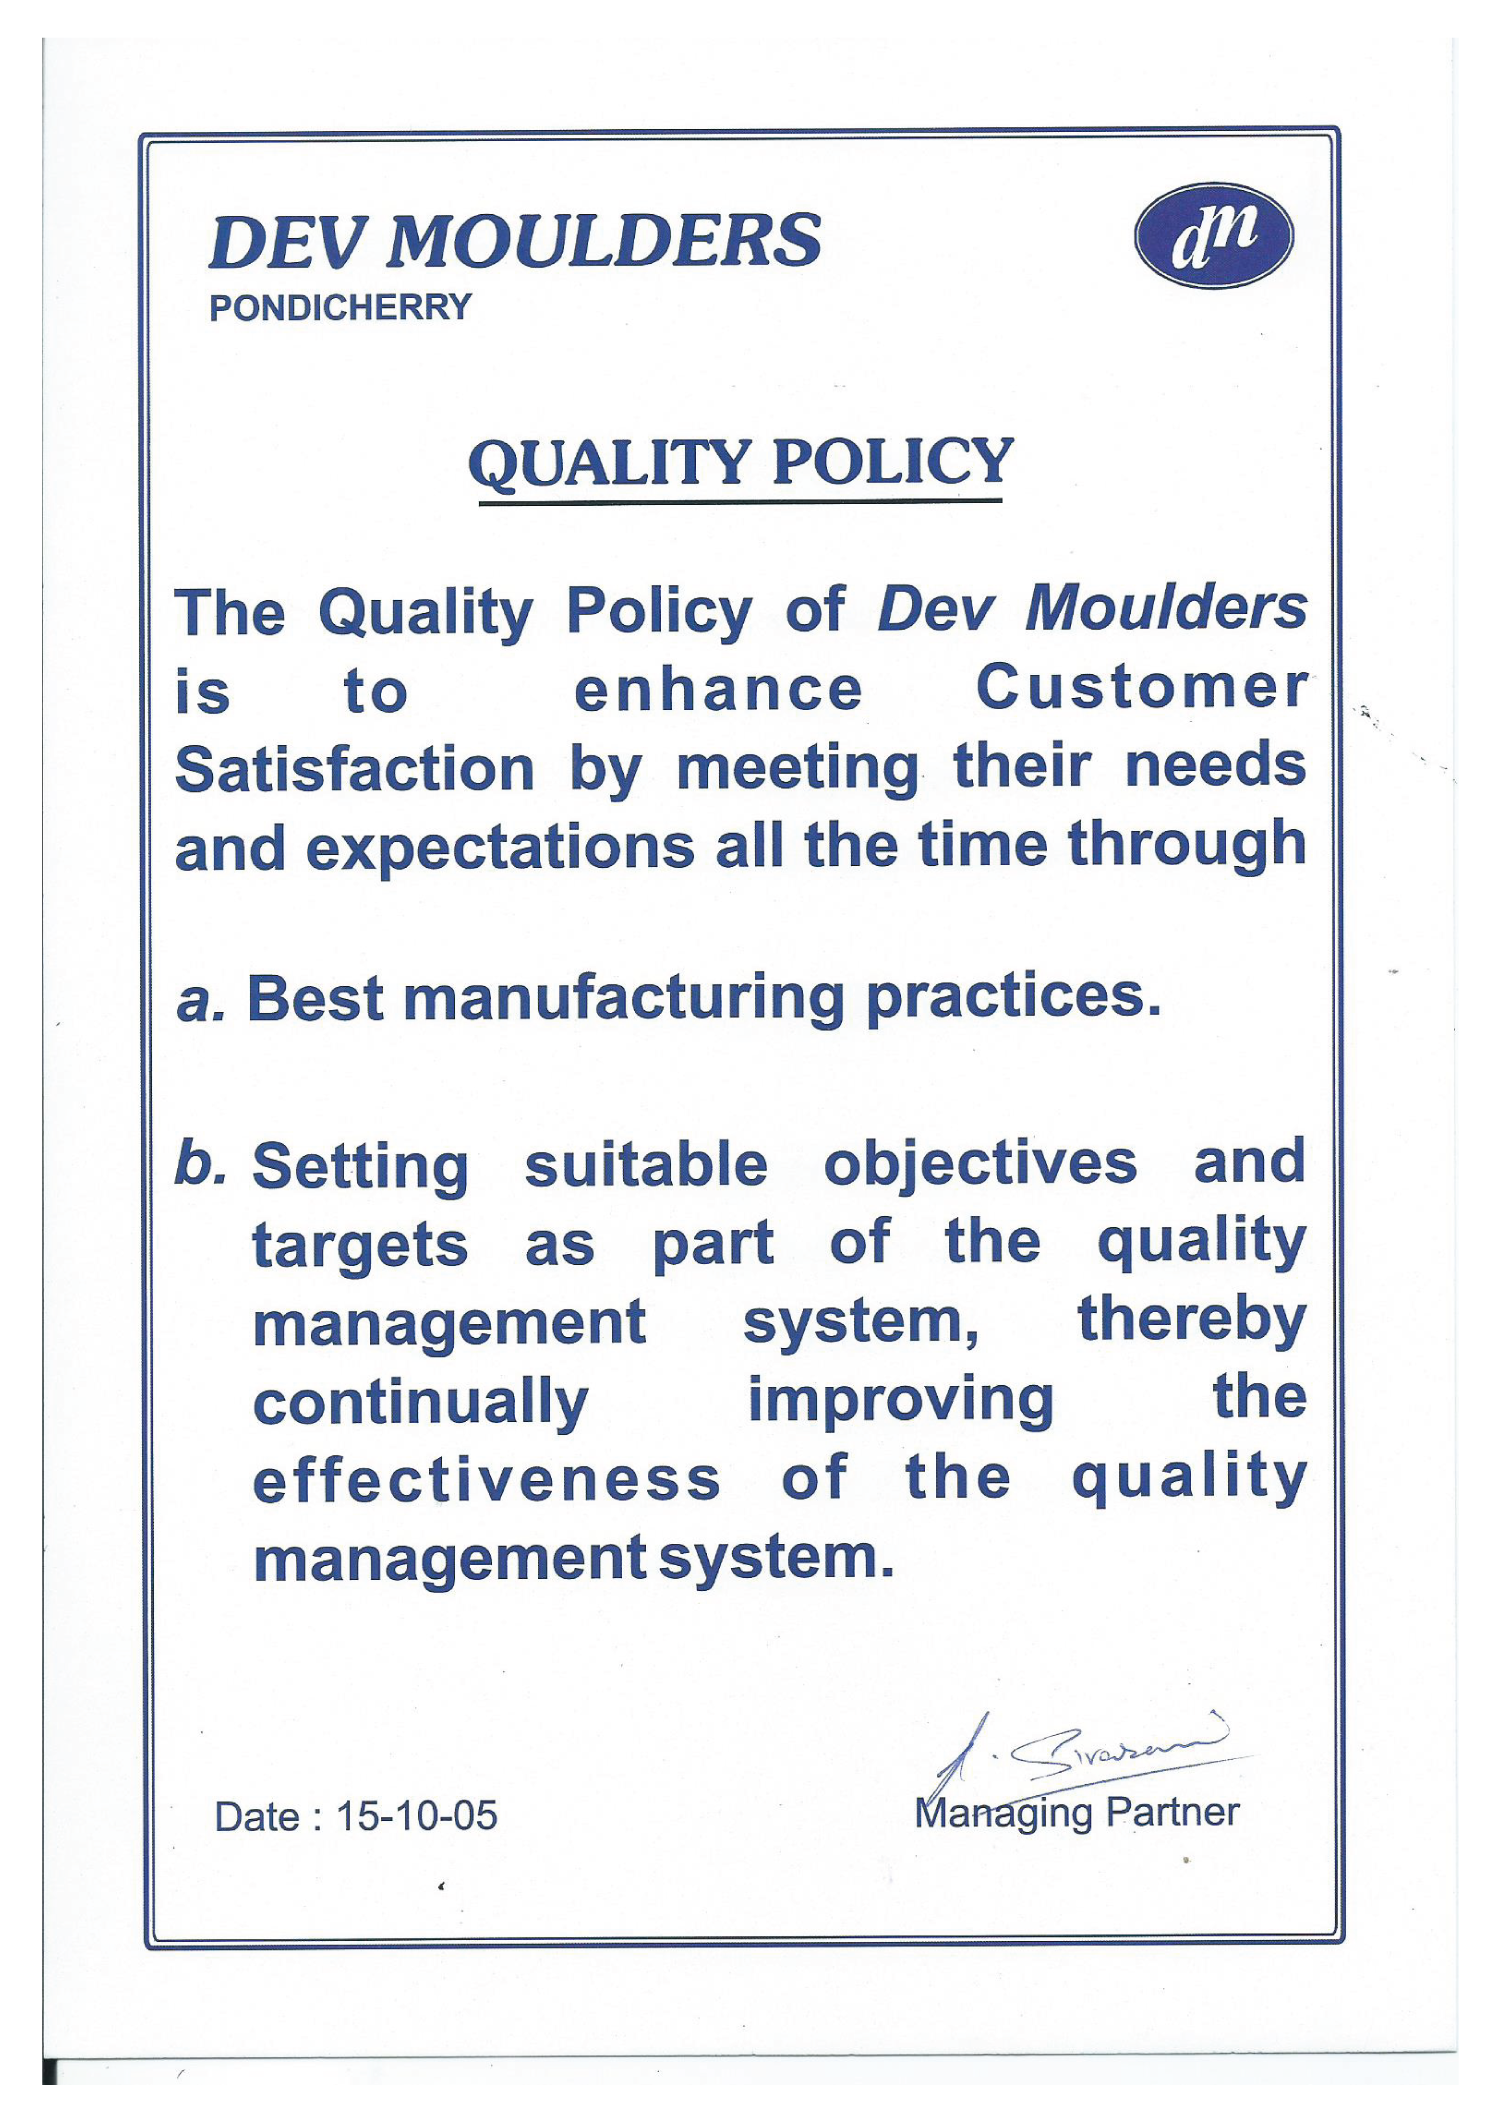 DEV MOULDERS
dm
PONDICHERRY
QUALITY POLICY
The Quality Policy of Dev Moulders
is to enhance Customer
Satisfaction by meeting their needs
and expectations all the time through
a. Best manufacturing practices.
b. Setting suitable objectives and
targets as part of the quality
management system, thereby
continually improving the
effectiveness of the quality
management system.
Date : 15-10-05
Managing Partner